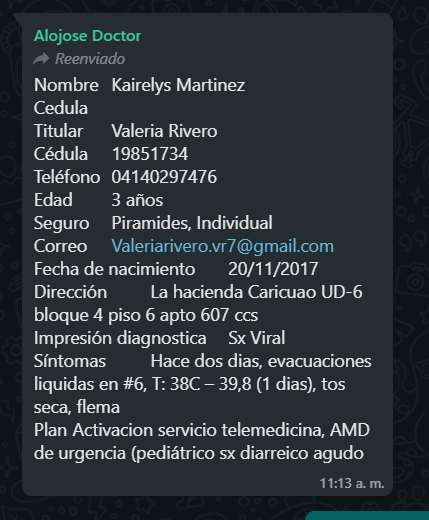 Alojose Doctor
Reenviado
Nombre Kairelys Martinez
Cedula
Titular Valeria Rivero
Cédula 19851734
Teléfono 04140297476
Edad 3 años
Seguro Piramides, Individual
Correo Valeriarivero.vr7@gmail.com
Fecha de nacimiento 20/11/2017
Dirección La hacienda Caricuao UD-6
bloque 4 piso 6 apto 607 ccs
Impresión diagnostica Sx Viral
Síntomas Hace dos dias, evacuaciones
liquidas en #6, T: 38C – 39,8 (1 dias), tos
seca, flema
Plan Activacion servicio telemedicina, AMD
de urgencia (pediátrico sx diarreico agudo
11:13 a. m.